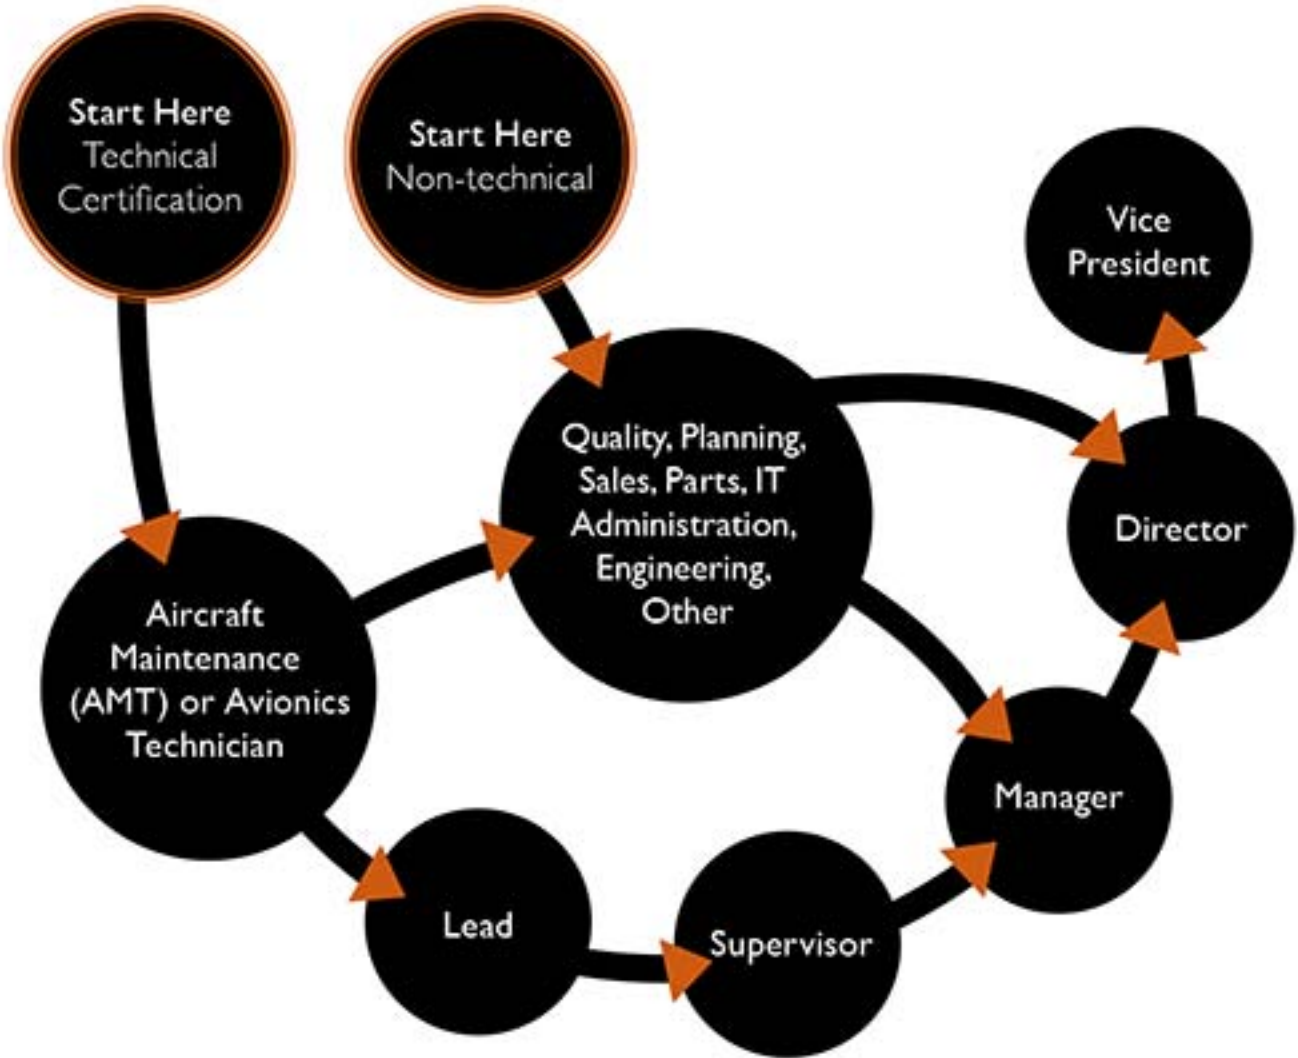 Start Here
Technical
Certification
Start Here
Non-technical
Vice
President
Quality, Planning,
Sales, Parts, IT
Administration,
Engineering,
Other
Director
Aircraft
Maintenance
(AMT) or Avionics
Technician
Manager
Lead
Supervisor